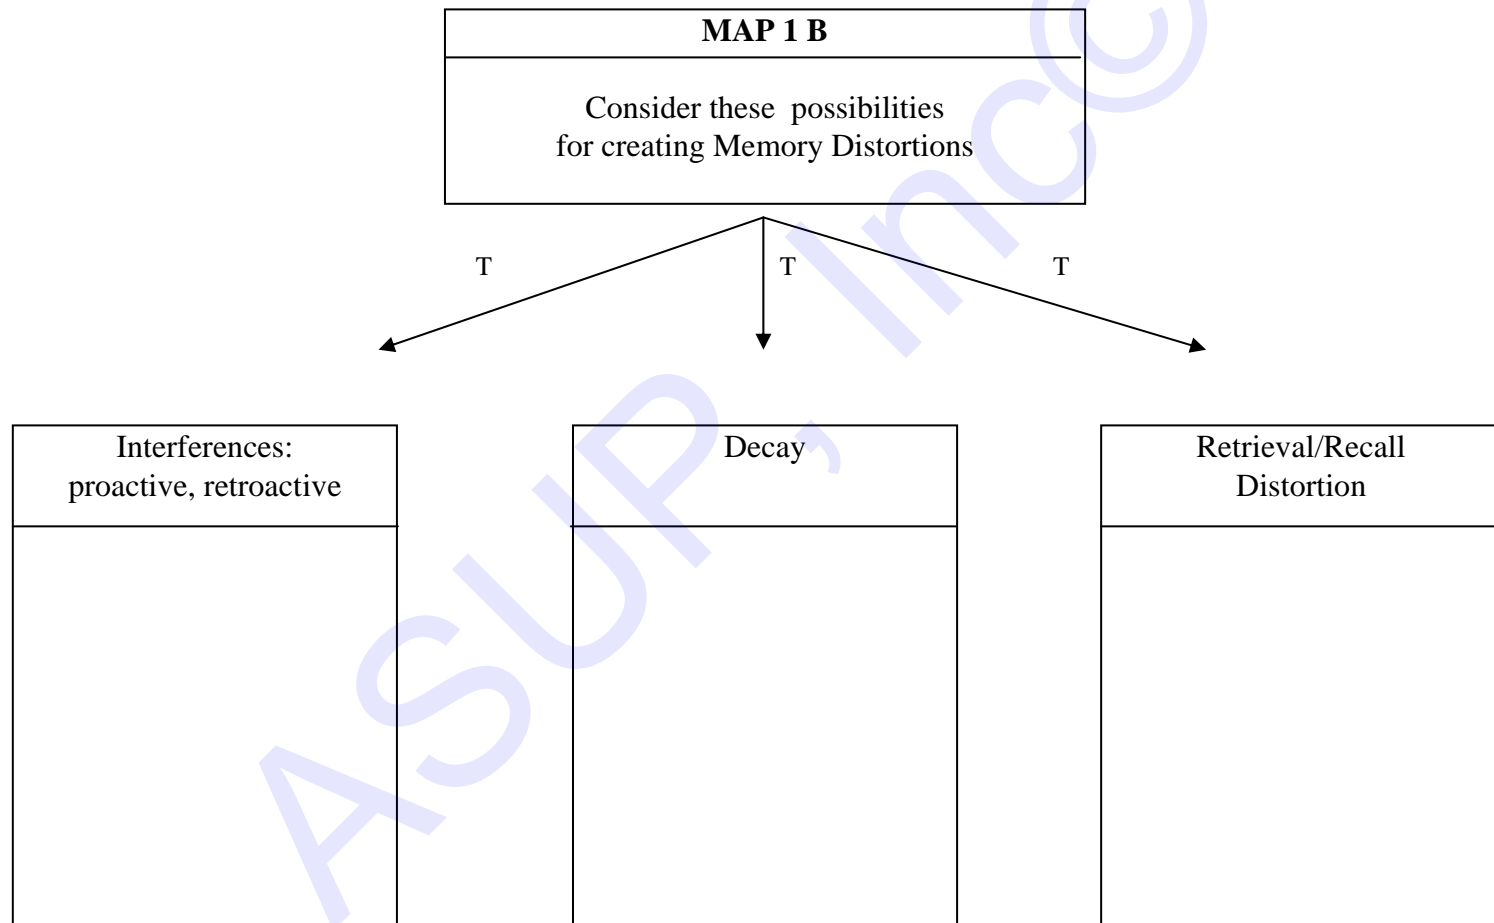 MAP 1 B
Consider these possibilities
for creating Memory Distortions
T
T
T
Interferences:
proactive, retroactive
Decay
Retrieval/Recall
Distortion
ASUP, Inc©